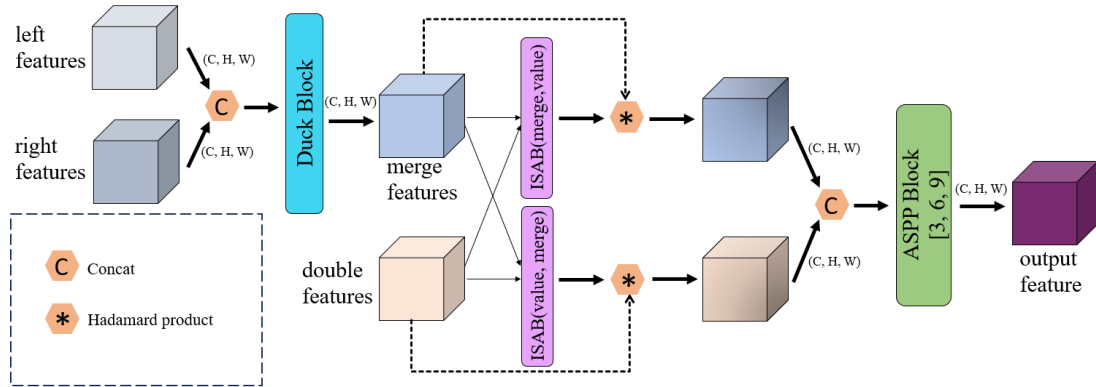 left
features
(C, H, W)
C
right
features
(C, H, W)
Duck Block
(C, H, W)
merge
features
double
features
ISAB(merge,value)
*
ISAB(value, merge)
*
(C, H, W)
C
(C, H, W)
ASPP Block
[3, 6, 9]
(C, H, W)
output
feature
C Concat
* Hadamard product